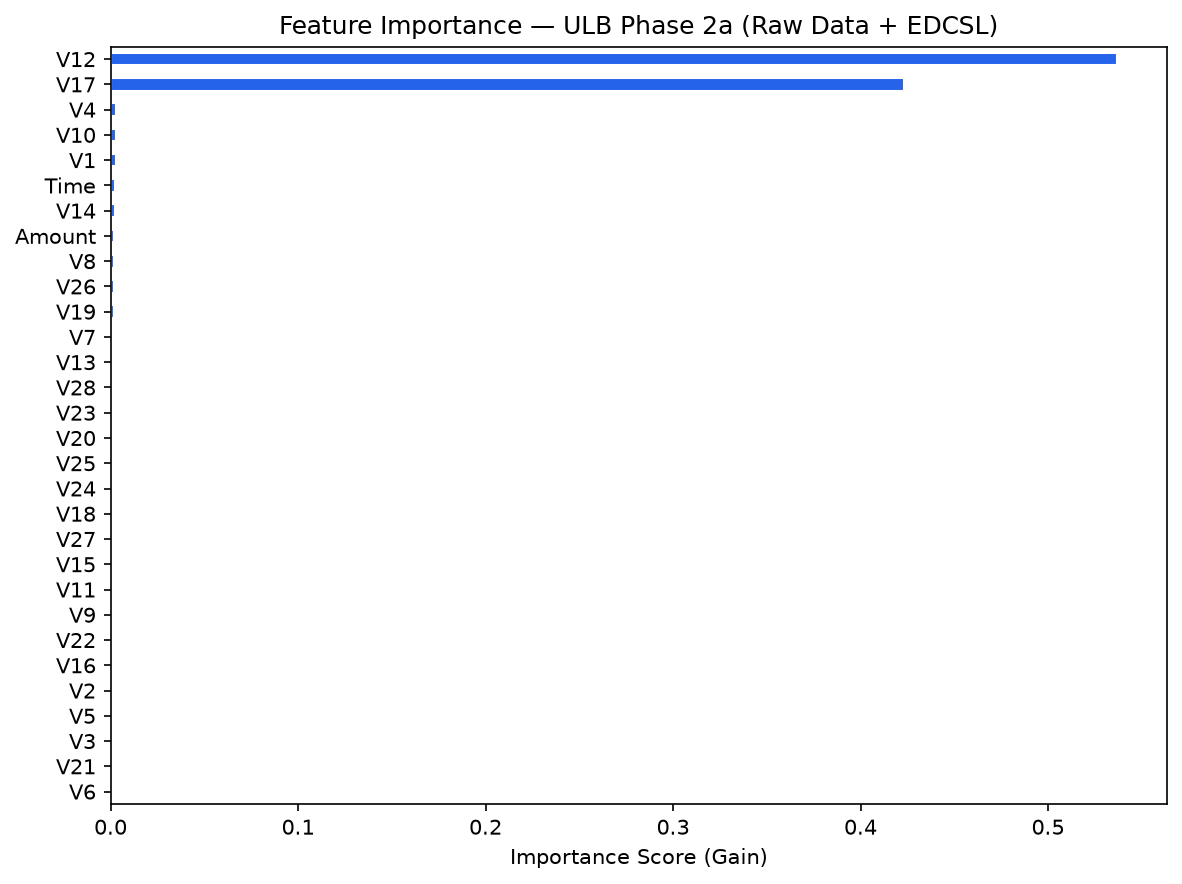 Feature Importance — ULB Phase 2a (Raw Data + EDCSL)
V12
V17
V4
V10
V1
Time
V14
Amount
V8
V26
V19
V7
V13
V28
V23
V20
V25
V24
V18
V27
V15
V11
V9
V22
V16
V2
V5
V3
V21
V6
0.0 0.1 0.2 0.3 0.4 0.5
Importance Score (Gain)